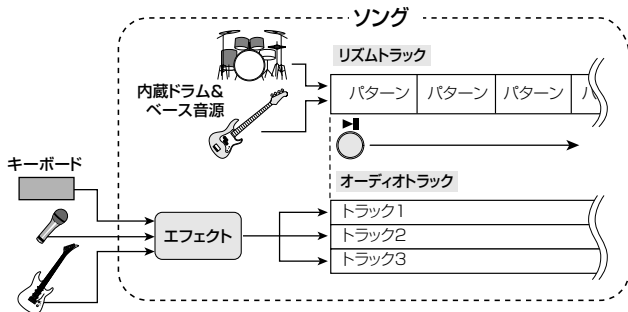 ソング
リズムトラック
内蔵ドラム&
ベース音源
パターン
パターン
パターン
キーボード
オーディオトラック
エフェクト
トラック1
トラック2
トラック3